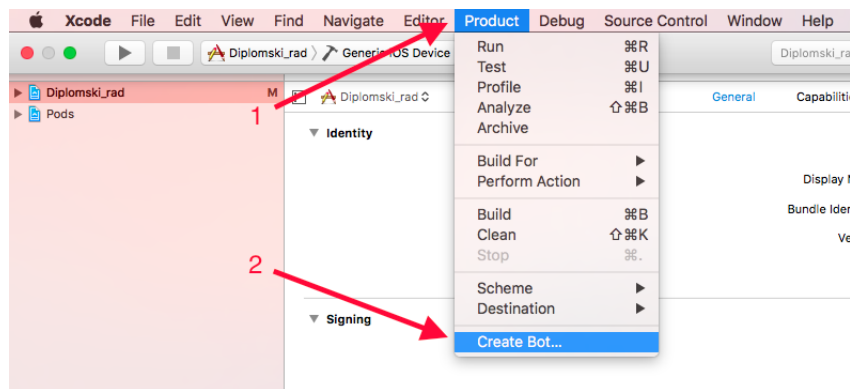 Xcode File Edit View Find Navigate Editor Product Debug Source Control Window Help
Diplomski_rad 〉 Generic iOS Device Diplomski_ra
Run ⌘R
Test ⌘U
Profile ⌘I
Analyze ⇧⌘B
Archive
Build For ▶
Perform Action ▶
Build ⌘B
Clean ⇧⌘K
Stop ⌘.
Scheme ▶
Destination ▶
Create Bot...
Diplomski_rad M
Pods
1
2
Diplomski_rad General Capabiliti
Identity
Display N
Bundle Iden
Ve
Signing